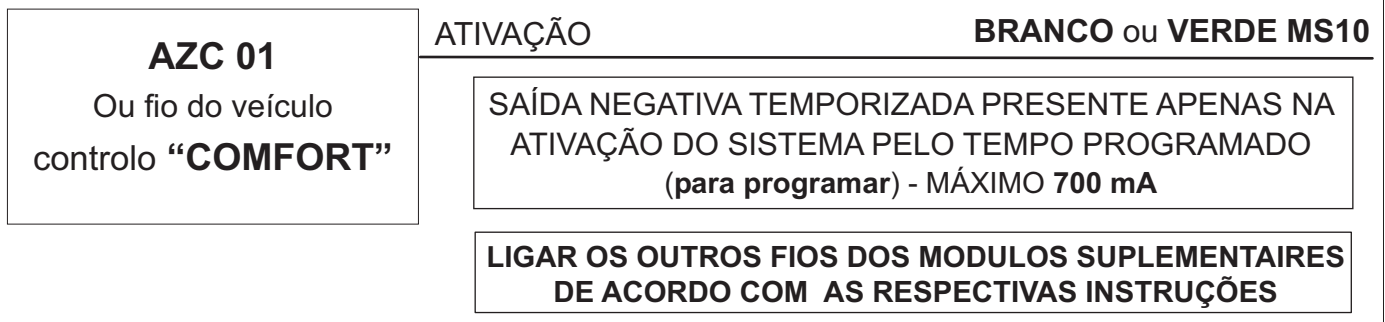 AZC 01
Ou fio do veículo
controlo “COMFORT”
ATIVAÇÃO
BRANCO ou VERDE MS10
SAÍDA NEGATIVA TEMPORIZADA PRESENTE APENAS NA
ATIVAÇÃO DO SISTEMA PELO TEMPO PROGRAMADO
(para programar) - MÁXIMO 700 mA
LIGAR OS OUTROS FIOS DOS MODULOS SUPLEMENTAIRES
DE ACORDO COM AS RESPECTIVAS INSTRUÇÕES